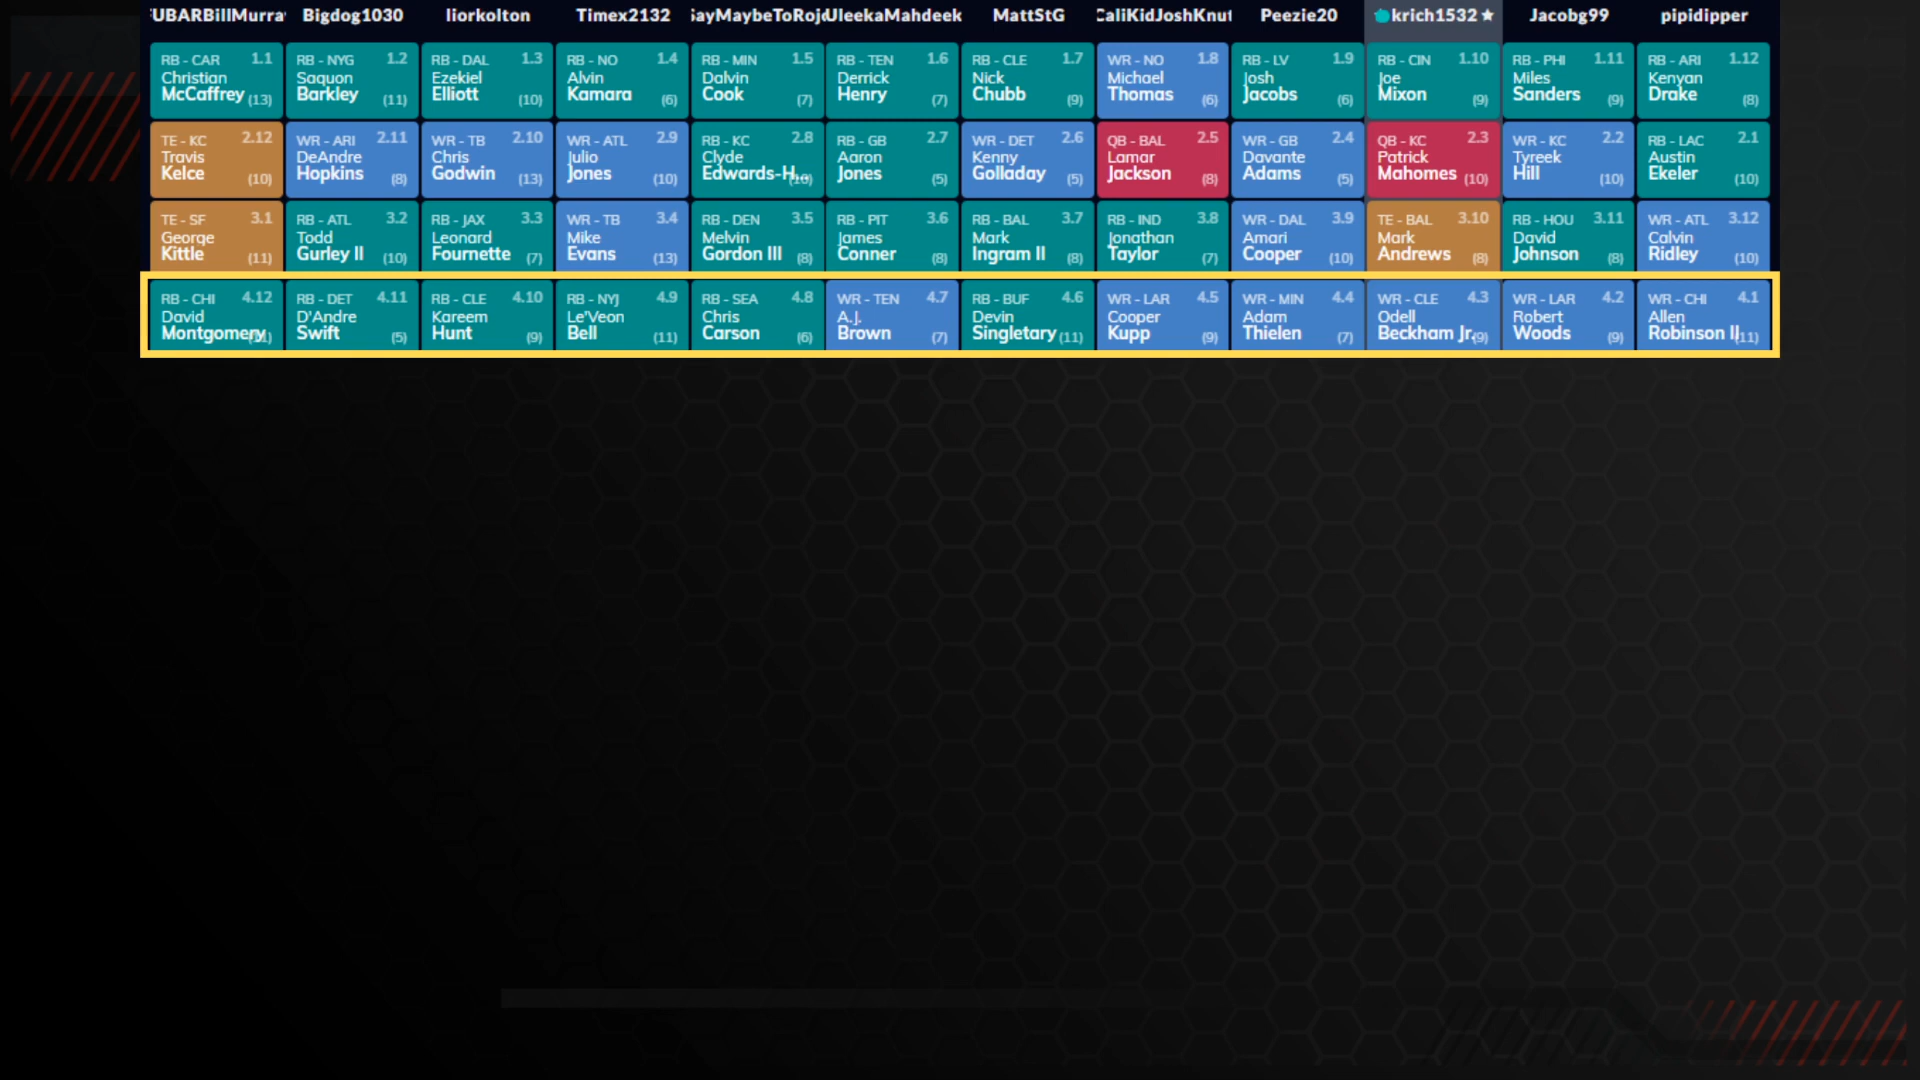 UBARBillMurra Bigdog1030 liorkolton Timex2132 SayMaybeToRojo UleekaMahdeek MattStG CaliKidJoshKnut Peezie20 krich1532 ★ Jacobg99 pipidipper
RB - CAR 1.1 RB - NYG 1.2 RB - DAL 1.3 RB - NO 1.4 RB - MIN 1.5 RB - TEN 1.6 RB - CLE 1.7 WR - NO 1.8 RB - LV 1.9 RB - CIN 1.10 RB - PHI 1.11 RB - ARI 1.12
Christian Saquon Ezekiel Alvin Dalvin Derrick Nick Michael Josh Joe Miles Kenyan
McCaffrey (13) Barkley (11) Elliott (10) Kamara (6) Cook (7) Henry (7) Chubb (9) Thomas (6) Jacobs (6) Mixon (9) Sanders (9) Drake (8)
TE - KC 2.12 WR - ARI 2.11 WR - TB 2.10 WR - ATL 2.9 RB - KC 2.8 RB - GB 2.7 WR - DET 2.6 QB - BAL 2.5 WR - GB 2.4 QB - KC 2.3 WR - KC 2.2 RB - LAC 2.1
Travis DeAndre Chris Julio Clyde Aaron Kenny Lamar Davante Patrick Tyreek Austin
Kelce (10) Hopkins (8) Godwin (13) Jones (10) Edwards-H... (10) Jones (5) Golladay (5) Jackson (8) Adams (5) Mahomes (10) Hill (10) Ekeler (10)
TE - SF 3.1 RB - ATL 3.2 RB - JAX 3.3 WR - TB 3.4 RB - DEN 3.5 RB - PIT 3.6 RB - BAL 3.7 RB - IND 3.8 WR - DAL 3.9 TE - BAL 3.10 RB - HOU 3.11 WR - ATL 3.12
George Todd Leonard Mike Melvin James Mark Jonathan Amari Mark David Calvin
Kittle (11) Gurley II (10) Fournette (7) Evans (13) Gordon III (8) Conner (8) Ingram II (8) Taylor (7) Cooper (10) Andrews (8) Johnson (8) Ridley (10)
RB - CHI 4.12 RB - DET 4.11 RB - CLE 4.10 RB - NYJ 4.9 RB - SEA 4.8 WR - TEN 4.7 RB - BUF 4.6 WR - LAR 4.5 WR - MIN 4.4 WR - CLE 4.3 WR - LAR 4.2 WR - CHI 4.1
David D'Andre Kareem Le'Veon Chris A.J. Devin Cooper Adam Odell Robert Allen
Montgomery (11) Swift (5) Hunt (9) Bell (11) Carson (6) Brown (7) Singletary (11) Kupp (9) Thielen (7) Beckham Jr. (9) Woods (9) Robinson II (11)